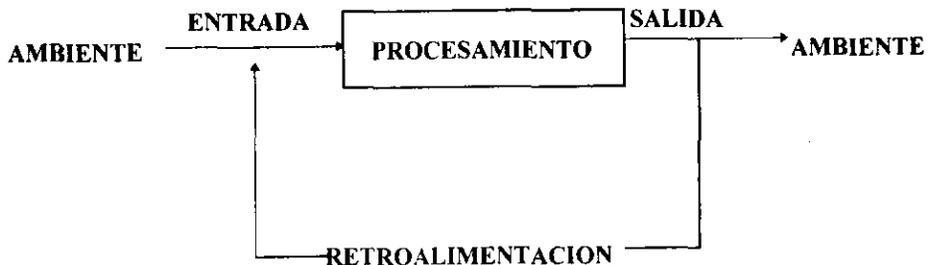 ENTRADA
SALIDA
AMBIENTE
PROCESAMIENTO
AMBIENTE
RETROALIMENTACION